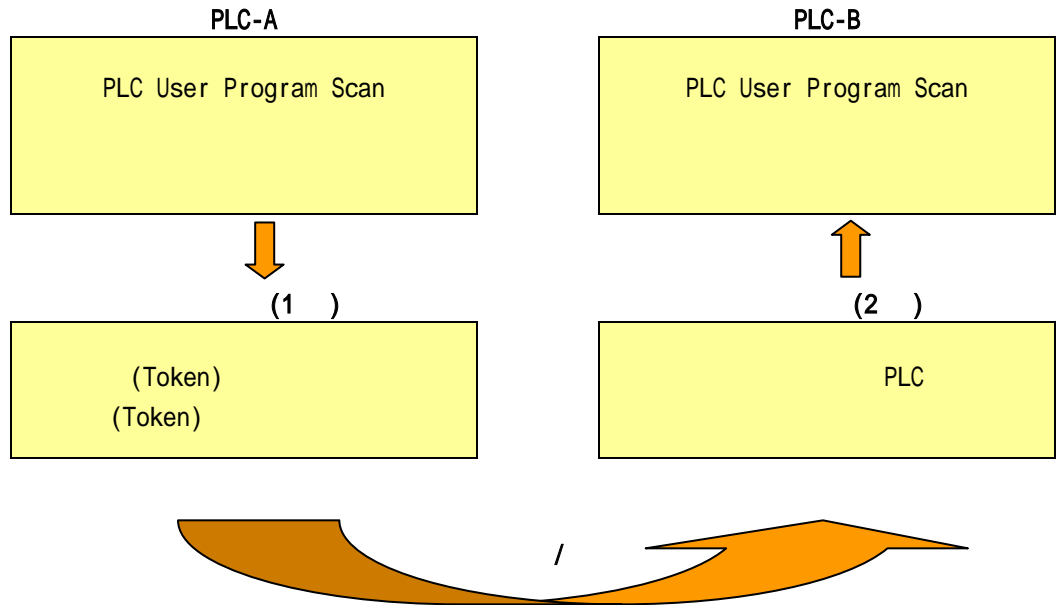 PLC-A
PLC User Program Scan
(1 )
(Token)
(Token)
PLC-B
PLC User Program Scan
(2 )
PLC
/